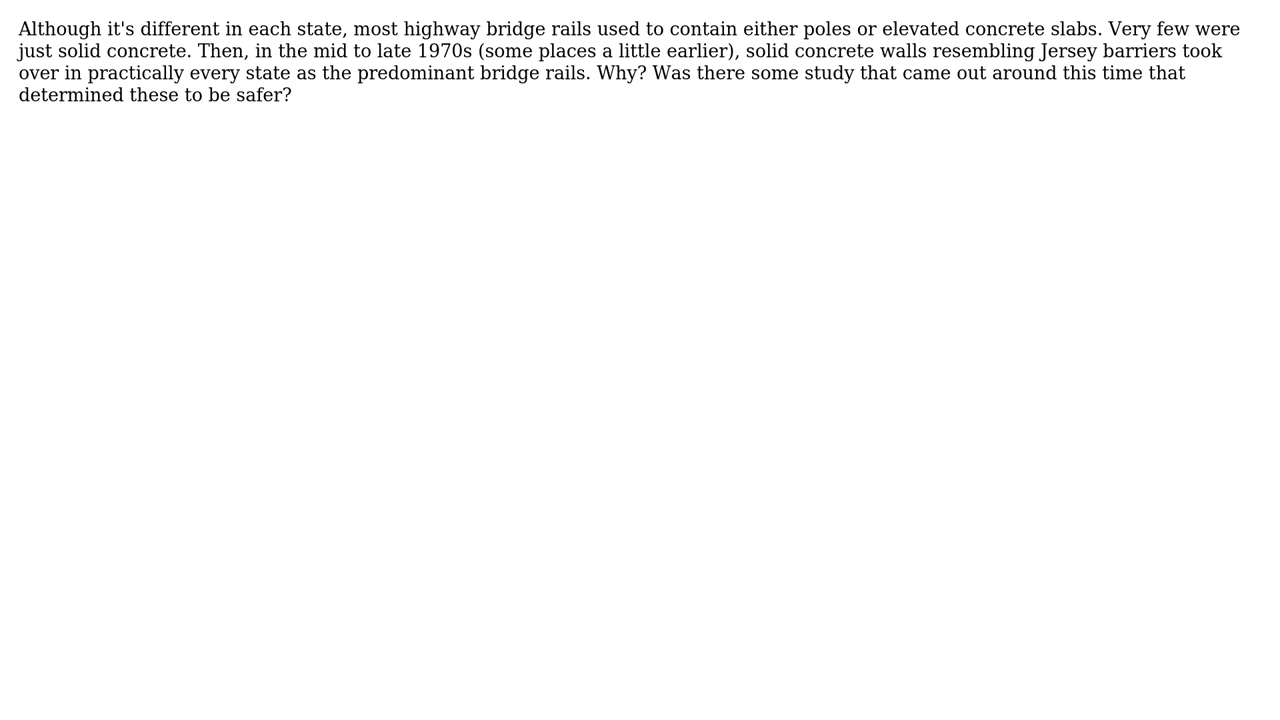 Although it's different in each state, most highway bridge rails used to contain either poles or elevated concrete slabs. Very few were
just solid concrete. Then, in the mid to late 1970s (some places a little earlier), solid concrete walls resembling Jersey barriers took
over in practically every state as the predominant bridge rails. Why? Was there some study that came out around this time that
determined these to be safer?